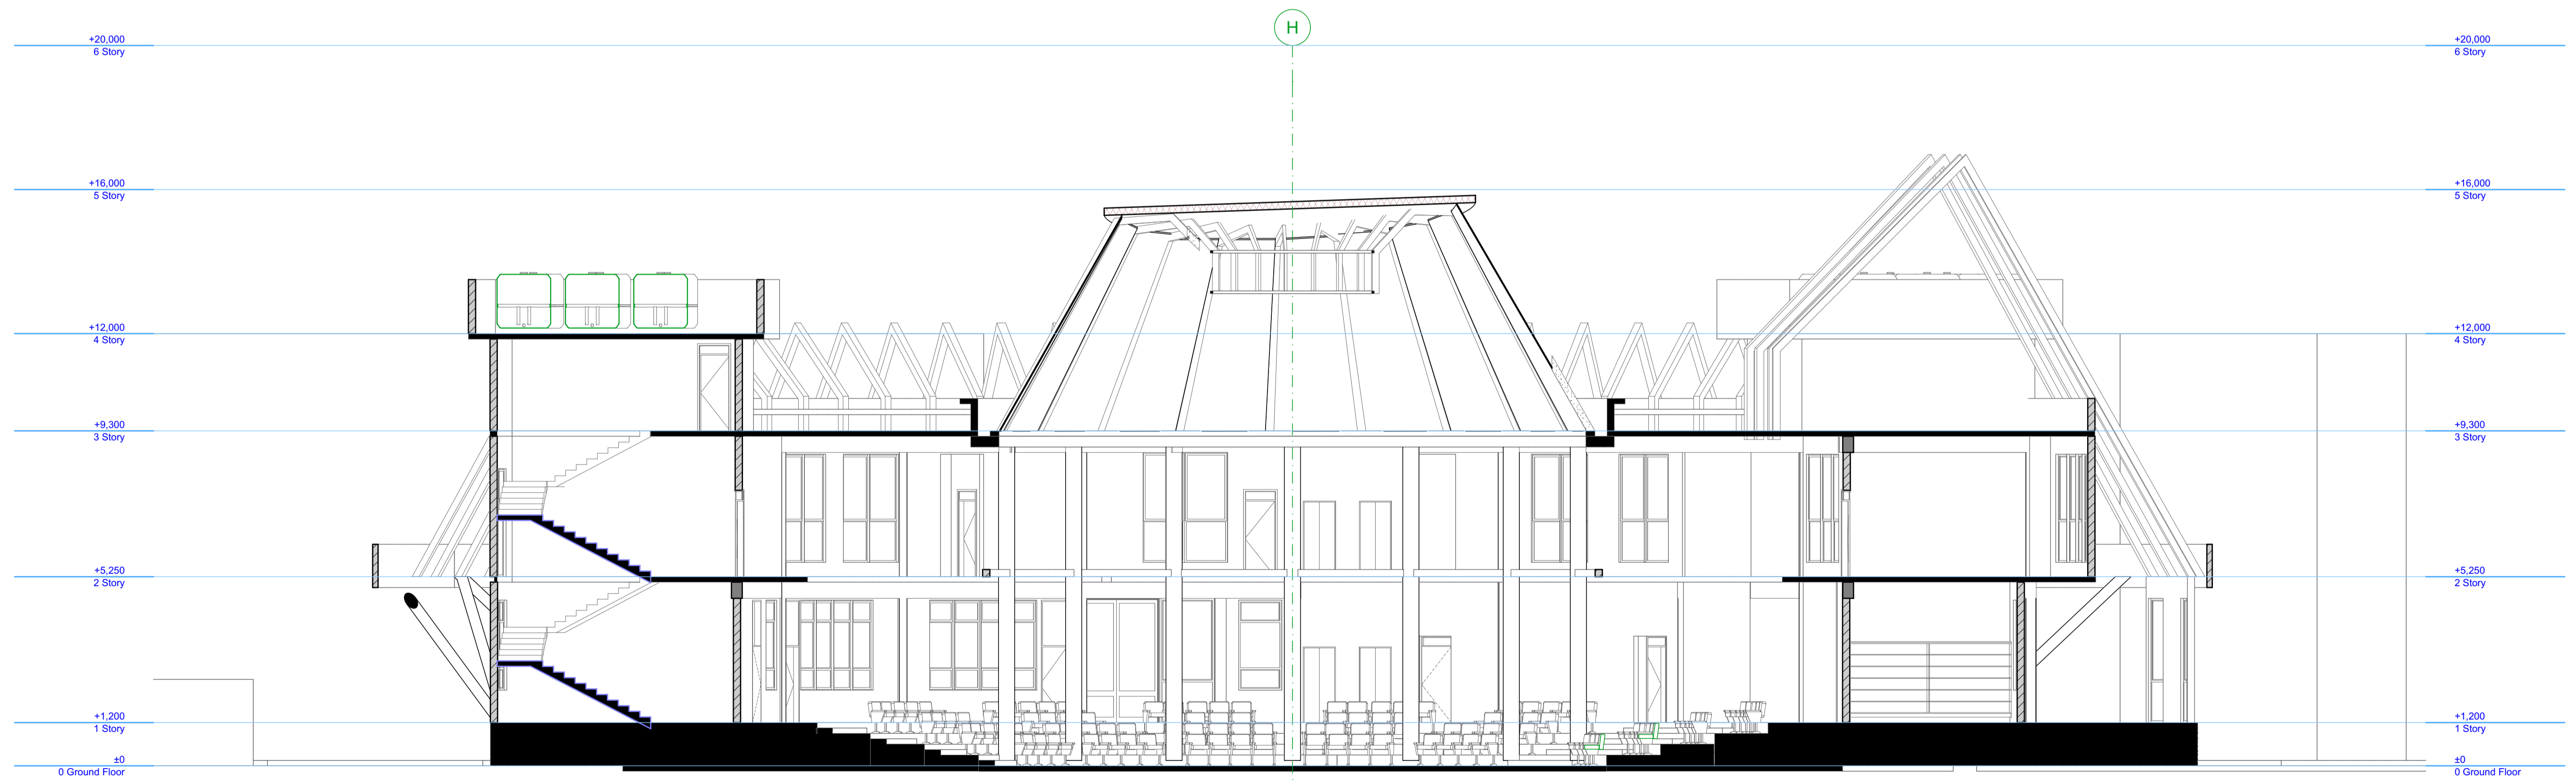 H
+20,000
6 Story
+20,000
6 Story
+16,000
5 Story
+16,000
5 Story
+12,000
4 Story
+12,000
4 Story
+9,300
3 Story
+9,300
3 Story
+5,250
2 Story
+5,250
2 Story
+1,200
1 Story
+1,200
1 Story
±0
0 Ground Floor
±0
0 Ground Floor